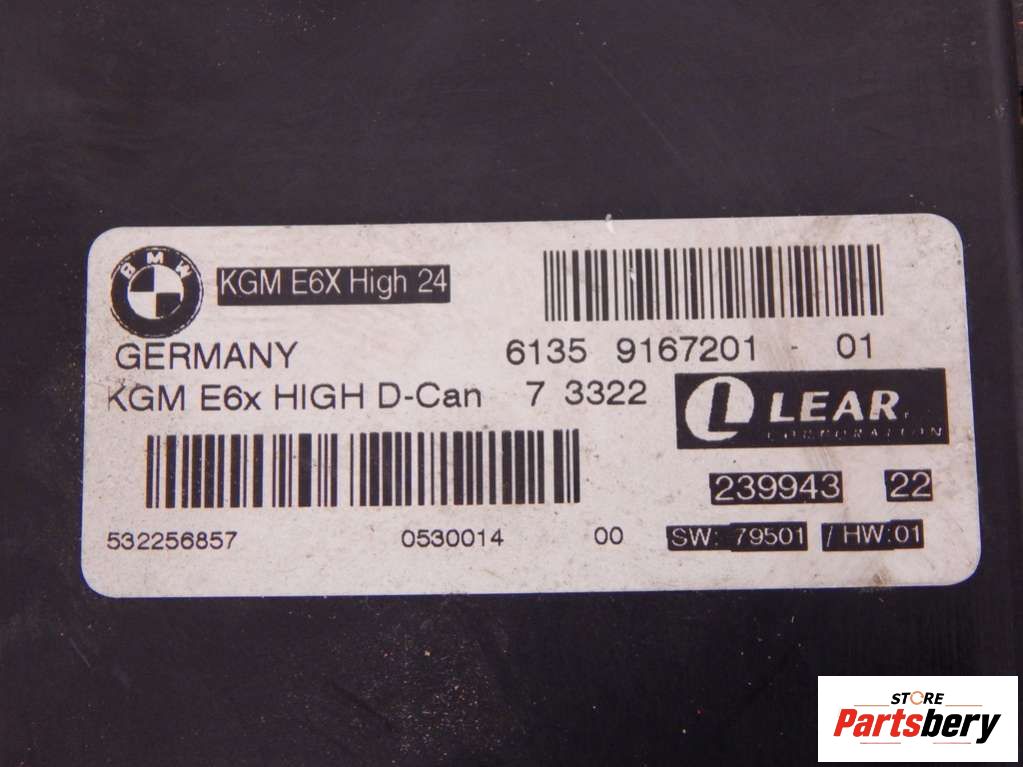 BMW
KGM E6X High 24
GERMANY 6135 9167201 - 01
KGM E6x HIGH D-Can 7 3322
LEAR
CORPORATION
239943 22
532256857 0530014 00 SW: 79501 / HW:01
STORE
Partsbery